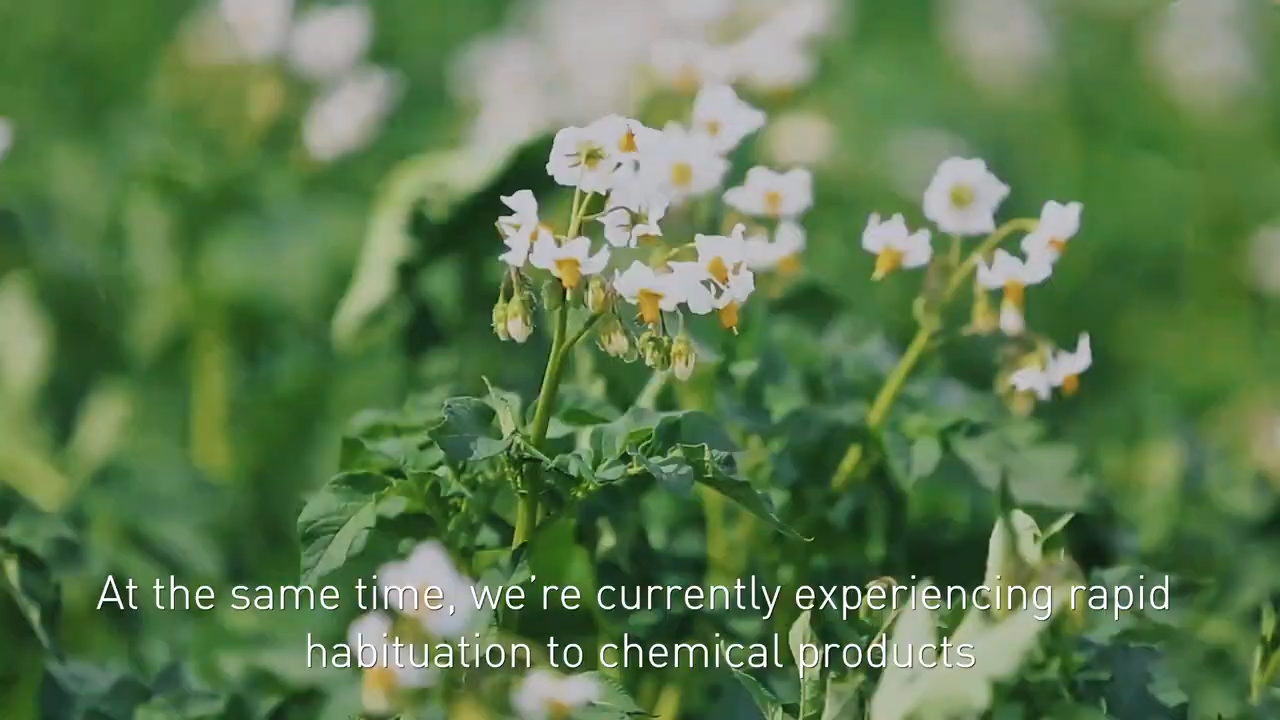 At the same time, we're currently experiencing rapid
habituation to chemical products